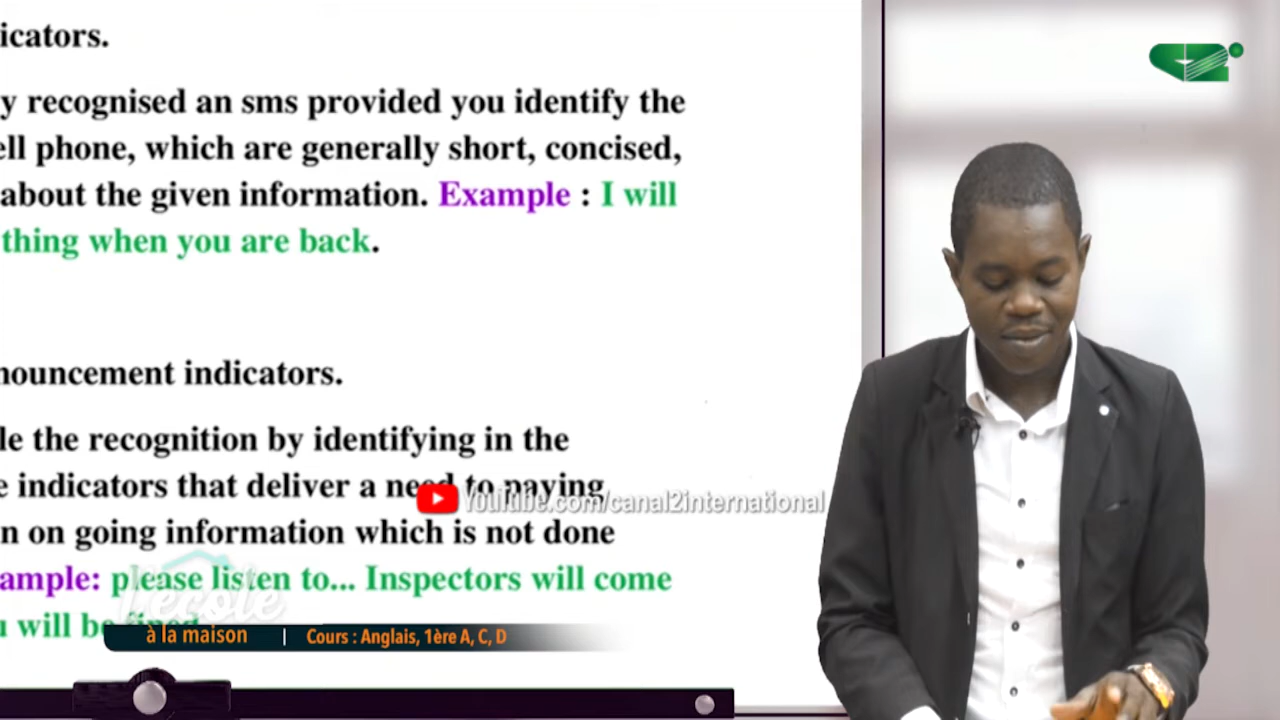 icators.
y recognised an sms provided you identify the
ell phone, which are generally short, concised,
about the given information. Example : I will
thing when you are back.
nouncement indicators.
le the recognition by identifying in the
e indicators that deliver a need to paying
Youtube.com/canal2international
n on going information which is not done
ample: please listen to... Inspectors will come
l'école
u will be fined
à la maison | Cours : Anglais, 1ère A, C, D